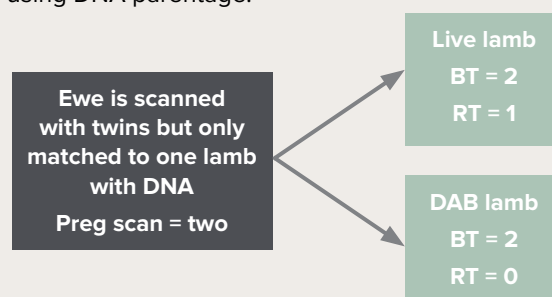 using DNA parentage.
Ewe is scanned
with twins but only
matched to one lamb
with DNA
Preg scan = two
Live lamb
BT = 2
RT = 1
DAB lamb
BT = 2
RT = 0